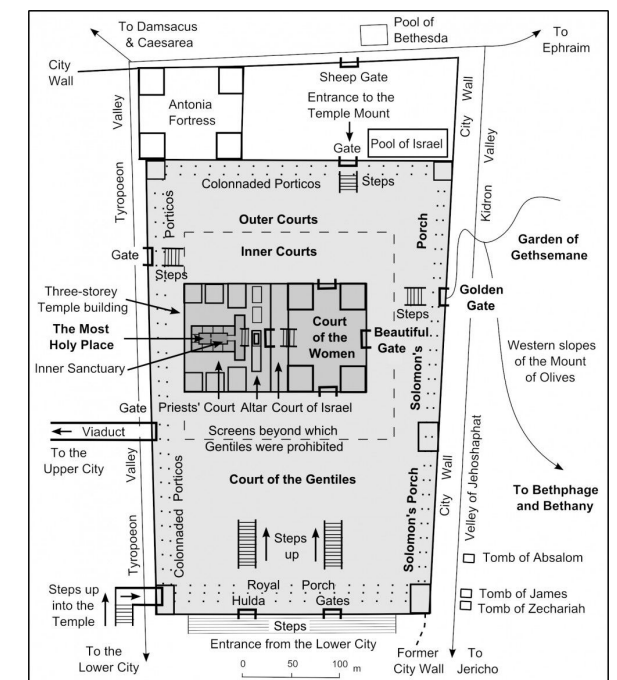 To Damsacus
& Caesarea
Pool of
Bethesda
To
Ephraim
City
Wall
Sheep Gate
Entrance to the
Temple Mount
Antonia
Fortress
Valley
City Wall
Valley
Gate
Pool of Israel
Colonnaded Porticos
Steps
Tyropoeon
Porticos
Outer Courts
Inner Courts
Porch
Kidron
Garden of
Gethsemane
Gate
Steps
Golden
Gate
Steps
Three-storey
Temple building
The Most
Holy Place
Inner Sanctuary
Court
of the
Women
Beautiful
Gate
Solomon's
Western slopes
of the Mount
of Olives
Gate
Priests' Court
Altar
Court of Israel
Viaduct
Screens beyond which
Gentiles were prohibited
To the
Upper City
Valley
Court of the Gentiles
City Wall
Velley of Jehoshaphat
To Bethphage
and Bethany
Colonnaded Porticos
Solomon's Porch
Tyropoeon
Steps
up
Tomb of Absalom
Steps up
into the
Temple
Royal Porch
Hulda Gates
Tomb of James
Tomb of Zechariah
Steps
Entrance from the Lower City
To the
Lower City
0 50 100 m
Former
City Wall
To
Jericho